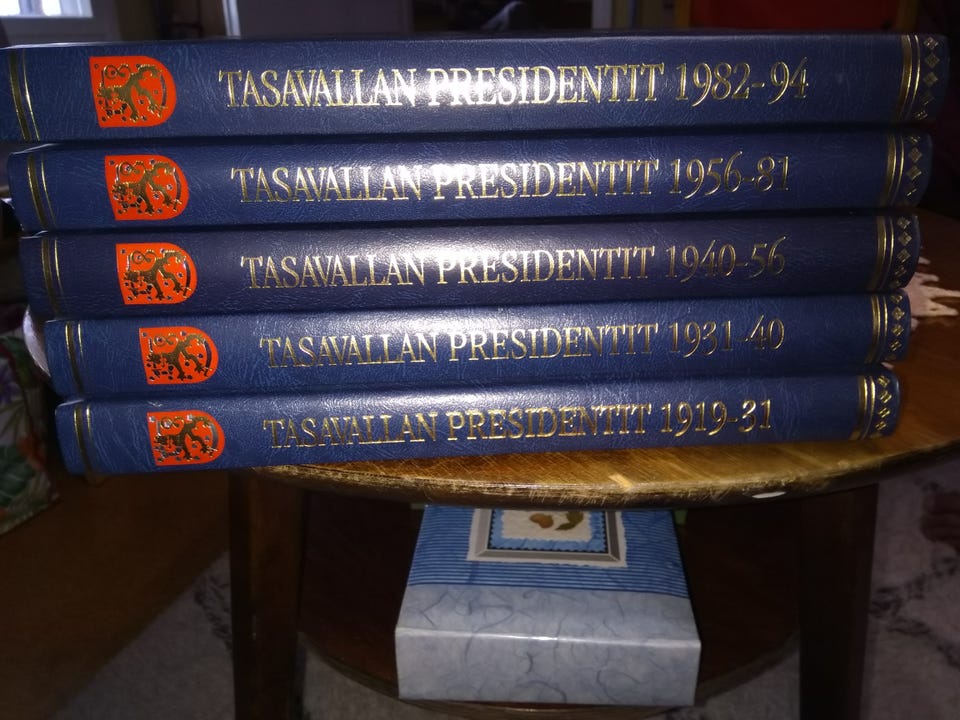 TASAVALLAN PRESIDENTIT 1982-94
TASAVALLAN PRESIDENTIT 1956-81
TASAVALLAN PRESIDENTIT 1940-56
TASAVALLAN PRESIDENTIT 1931-40
TASAVALLAN PRESIDENTIT 1919-31